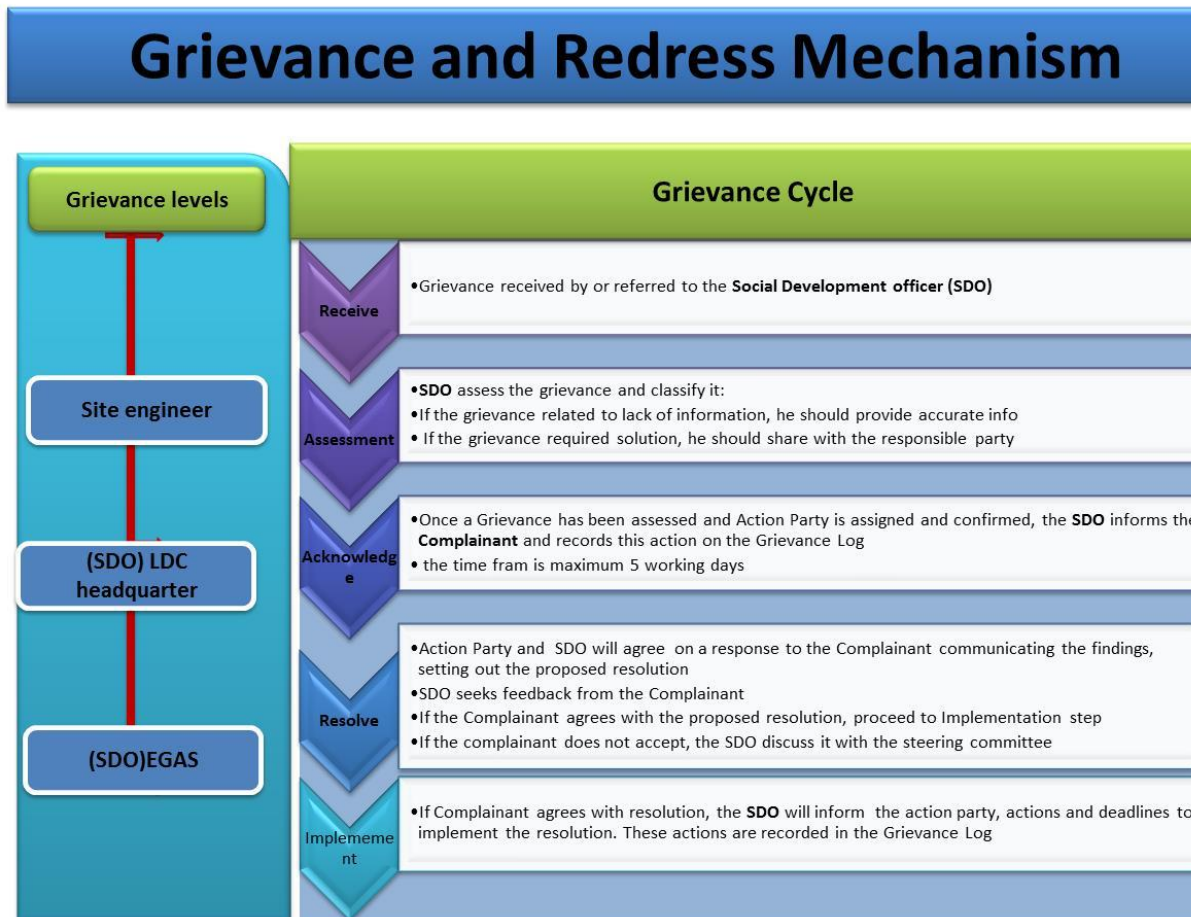 Grievance and Redress Mechanism
Grievance levels
Site engineer
(SDO) LDC
headquarter
(SDO)EGAS
Grievance Cycle
Receive
•Grievance received by or referred to the Social Development officer (SDO)
Assessment
•SDO assess the grievance and classify it:
•If the grievance related to lack of information, he should provide accurate info
• If the grievance required solution, he should share with the responsible party
Acknowledg
e
•Once a Grievance has been assessed and Action Party is assigned and confirmed, the SDO informs the
Complainant and records this action on the Grievance Log
• the time fram is maximum 5 working days
Resolve
•Action Party and SDO will agree on a response to the Complainant communicating the findings,
setting out the proposed resolution
•SDO seeks feedback from the Complainant
•If the Complainant agrees with the proposed resolution, proceed to Implementation step
•If the complainant does not accept, the SDO discuss it with the steering committee
Implememe
nt
•If Complainant agrees with resolution, the SDO will inform the action party, actions and deadlines to
implement the resolution. These actions are recorded in the Grievance Log